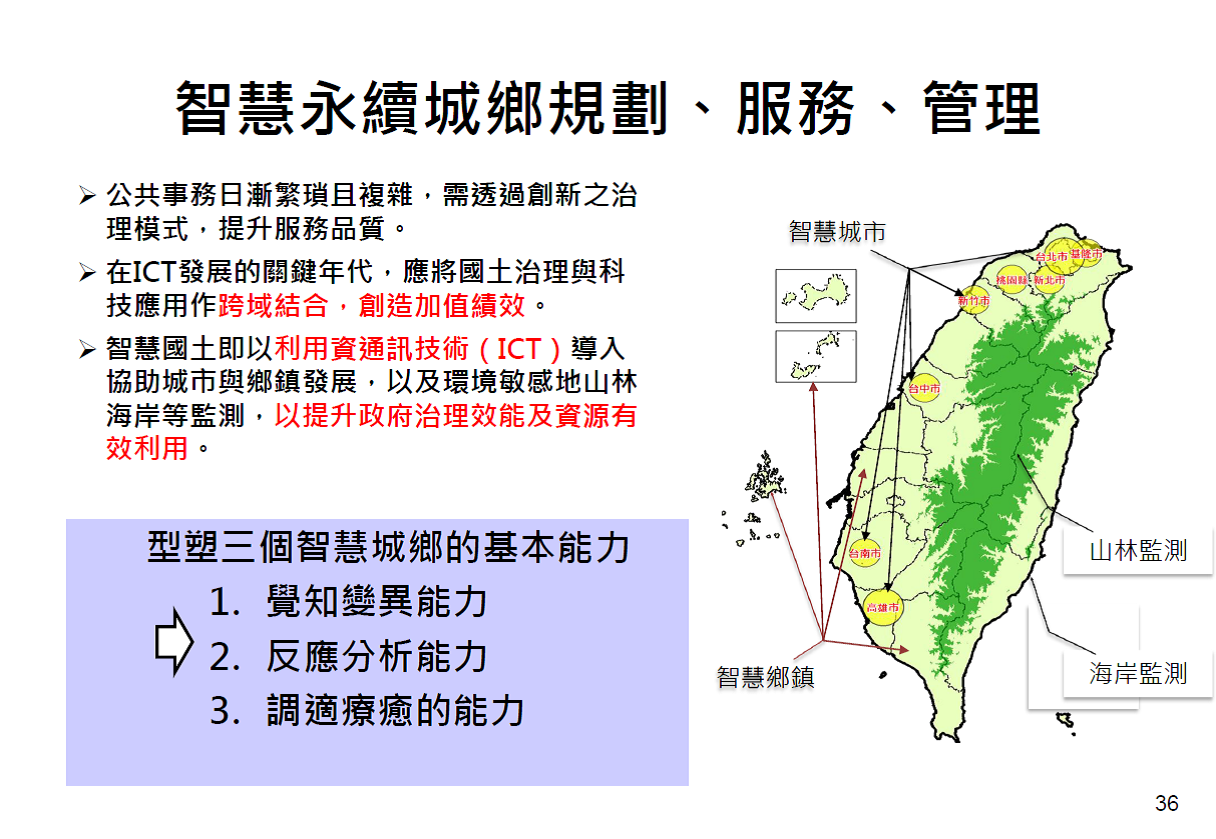 智慧永續城鄉規劃、服務、管理
➢ 公共事務日漸繁瑣且複雜，需透過創新之治
理模式，提升服務品質。
➢ 在ICT發展的關鍵年代，應將國土治理與科
技應用作跨域結合，創造加值績效。
➢ 智慧國土即以利用資通訊技術（ICT）導入
協助城市與鄉鎮發展，以及環境敏感地山林
海岸等監測，以提升政府治理效能及資源有
效利用。
型塑三個智慧城鄉的基本能力
1. 覺知變異能力
2. 反應分析能力
3. 調適療癒的能力
智慧城市
台北市
基隆市
桃園縣
新北市
新竹市
台中市
台南市
高雄市
山林監測
海岸監測
智慧鄉鎮
36